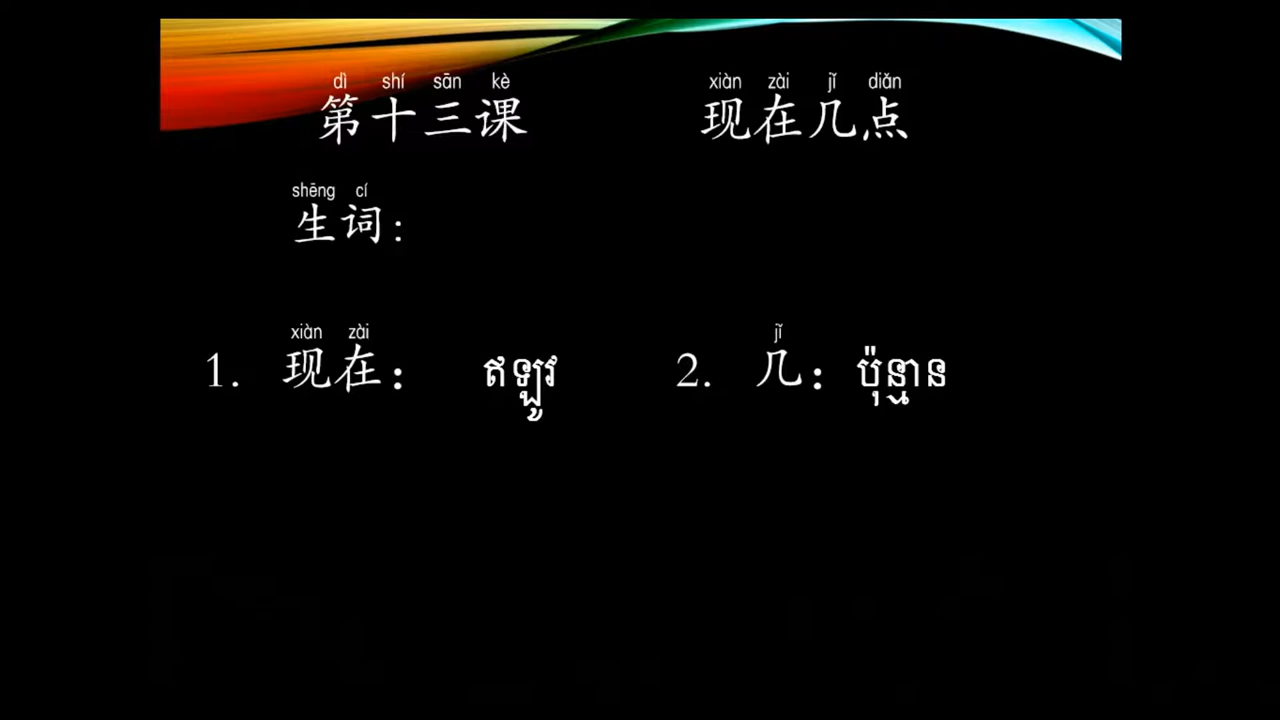 dì shí sān kè xiàn zài jǐ diǎn
第十三课 现在几点
shēng cí
生词：
xiàn zài jǐ
1. 现在： ឥឡូវ 2. 几： ប៉ុន្មាន